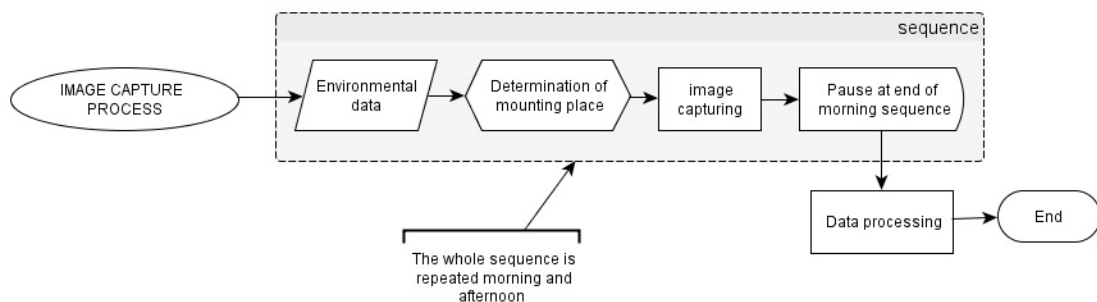 sequence
IMAGE CAPTURE
PROCESS
Environmental
data
Determination of
mounting place
image
capturing
Pause at end of
morning sequence
Data processing
End
The whole sequence is
repeated morning and
afternoon